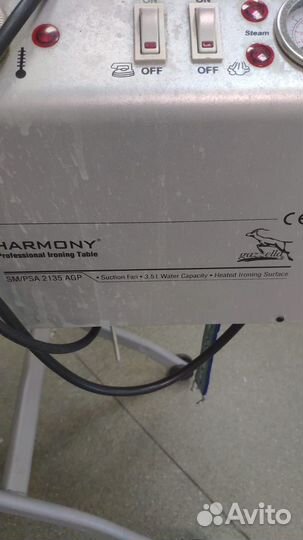 ON
ON
Steam
OFF
OFF
CE
HARMONY®
Professional Ironing Table
gazzella
SM/PSA 2135 AGP • Suction Fan • 3.5 L Water Capacity • Heated Ironing Surface
Avito